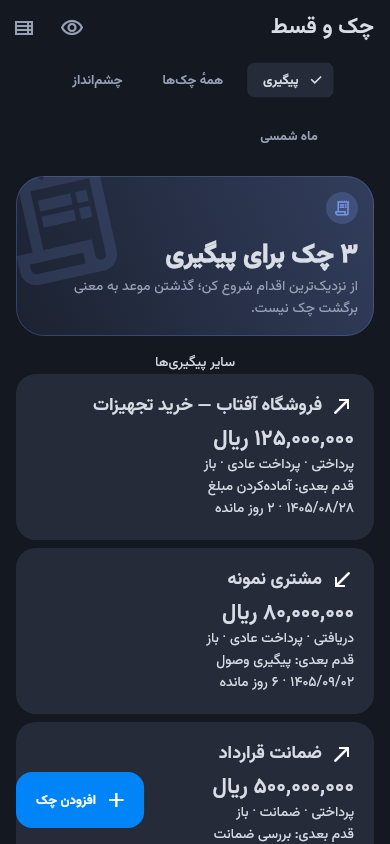 چک و قسط
پیگیری
همهٔ چک‌ها
چشم‌انداز
ماه شمسی
۳ چک برای پیگیری
از نزدیک‌ترین اقدام شروع کن؛ گذشتن موعد به معنی
برگشت چک نیست.
سایر پیگیری‌ها
فروشگاه آفتاب — خرید تجهیزات
۱۲۵,۰۰۰,۰۰۰ ریال
پرداختی · پرداخت عادی · باز
قدم بعدی: آماده‌کردن مبلغ
۱۴۰۵/۰۸/۲۸ · ۲ روز مانده
مشتری نمونه
۸۰,۰۰۰,۰۰۰ ریال
دریافتی · پرداخت عادی · باز
قدم بعدی: پیگیری وصول
۱۴۰۵/۰۹/۰۲ · ۶ روز مانده
ضمانت قرارداد
۵۰۰,۰۰۰,۰۰۰ ریال
پرداختی · ضمانت · باز
قدم بعدی: بررسی ضمانت
افزودن چک